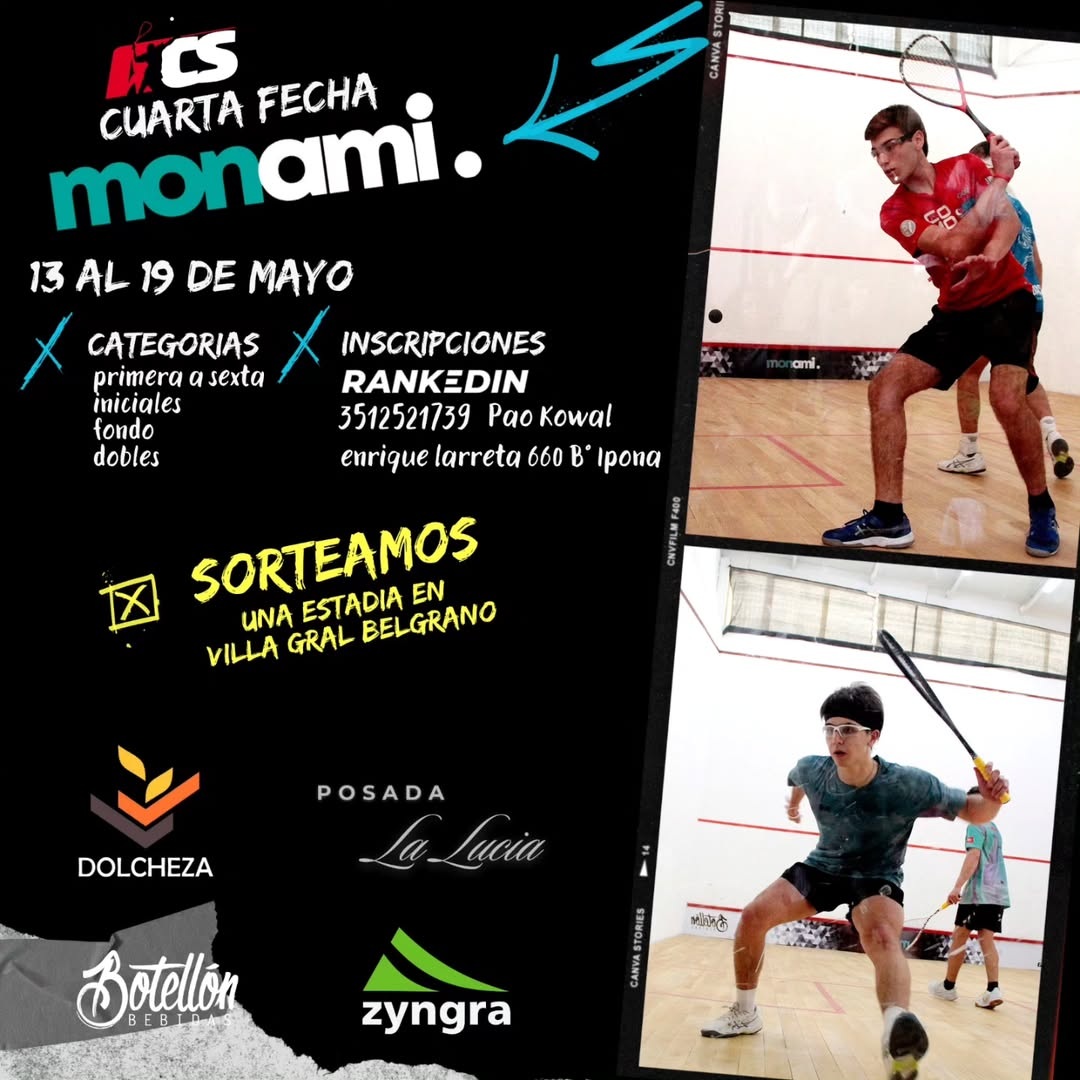 CS
CUARTA FECHA
monami.
13 AL 19 DE MAYO
CATEGORIAS
primera a sexta
iniciales
fondo
dobles
INSCRIPCIONES
RANKEDIN
3512521739 Pao Kowal
enrique larreta 660 B° Ipona
SORTEAMOS
UNA ESTADIA EN
VILLA GRAL BELGRANO
DOLCHEZA
POSADA
La Lucia
Botellón
BEBIDAS
zyngra
CANVA STORIES
monami.
CNVFILM F400
14
CANVA STORIES
Botellón